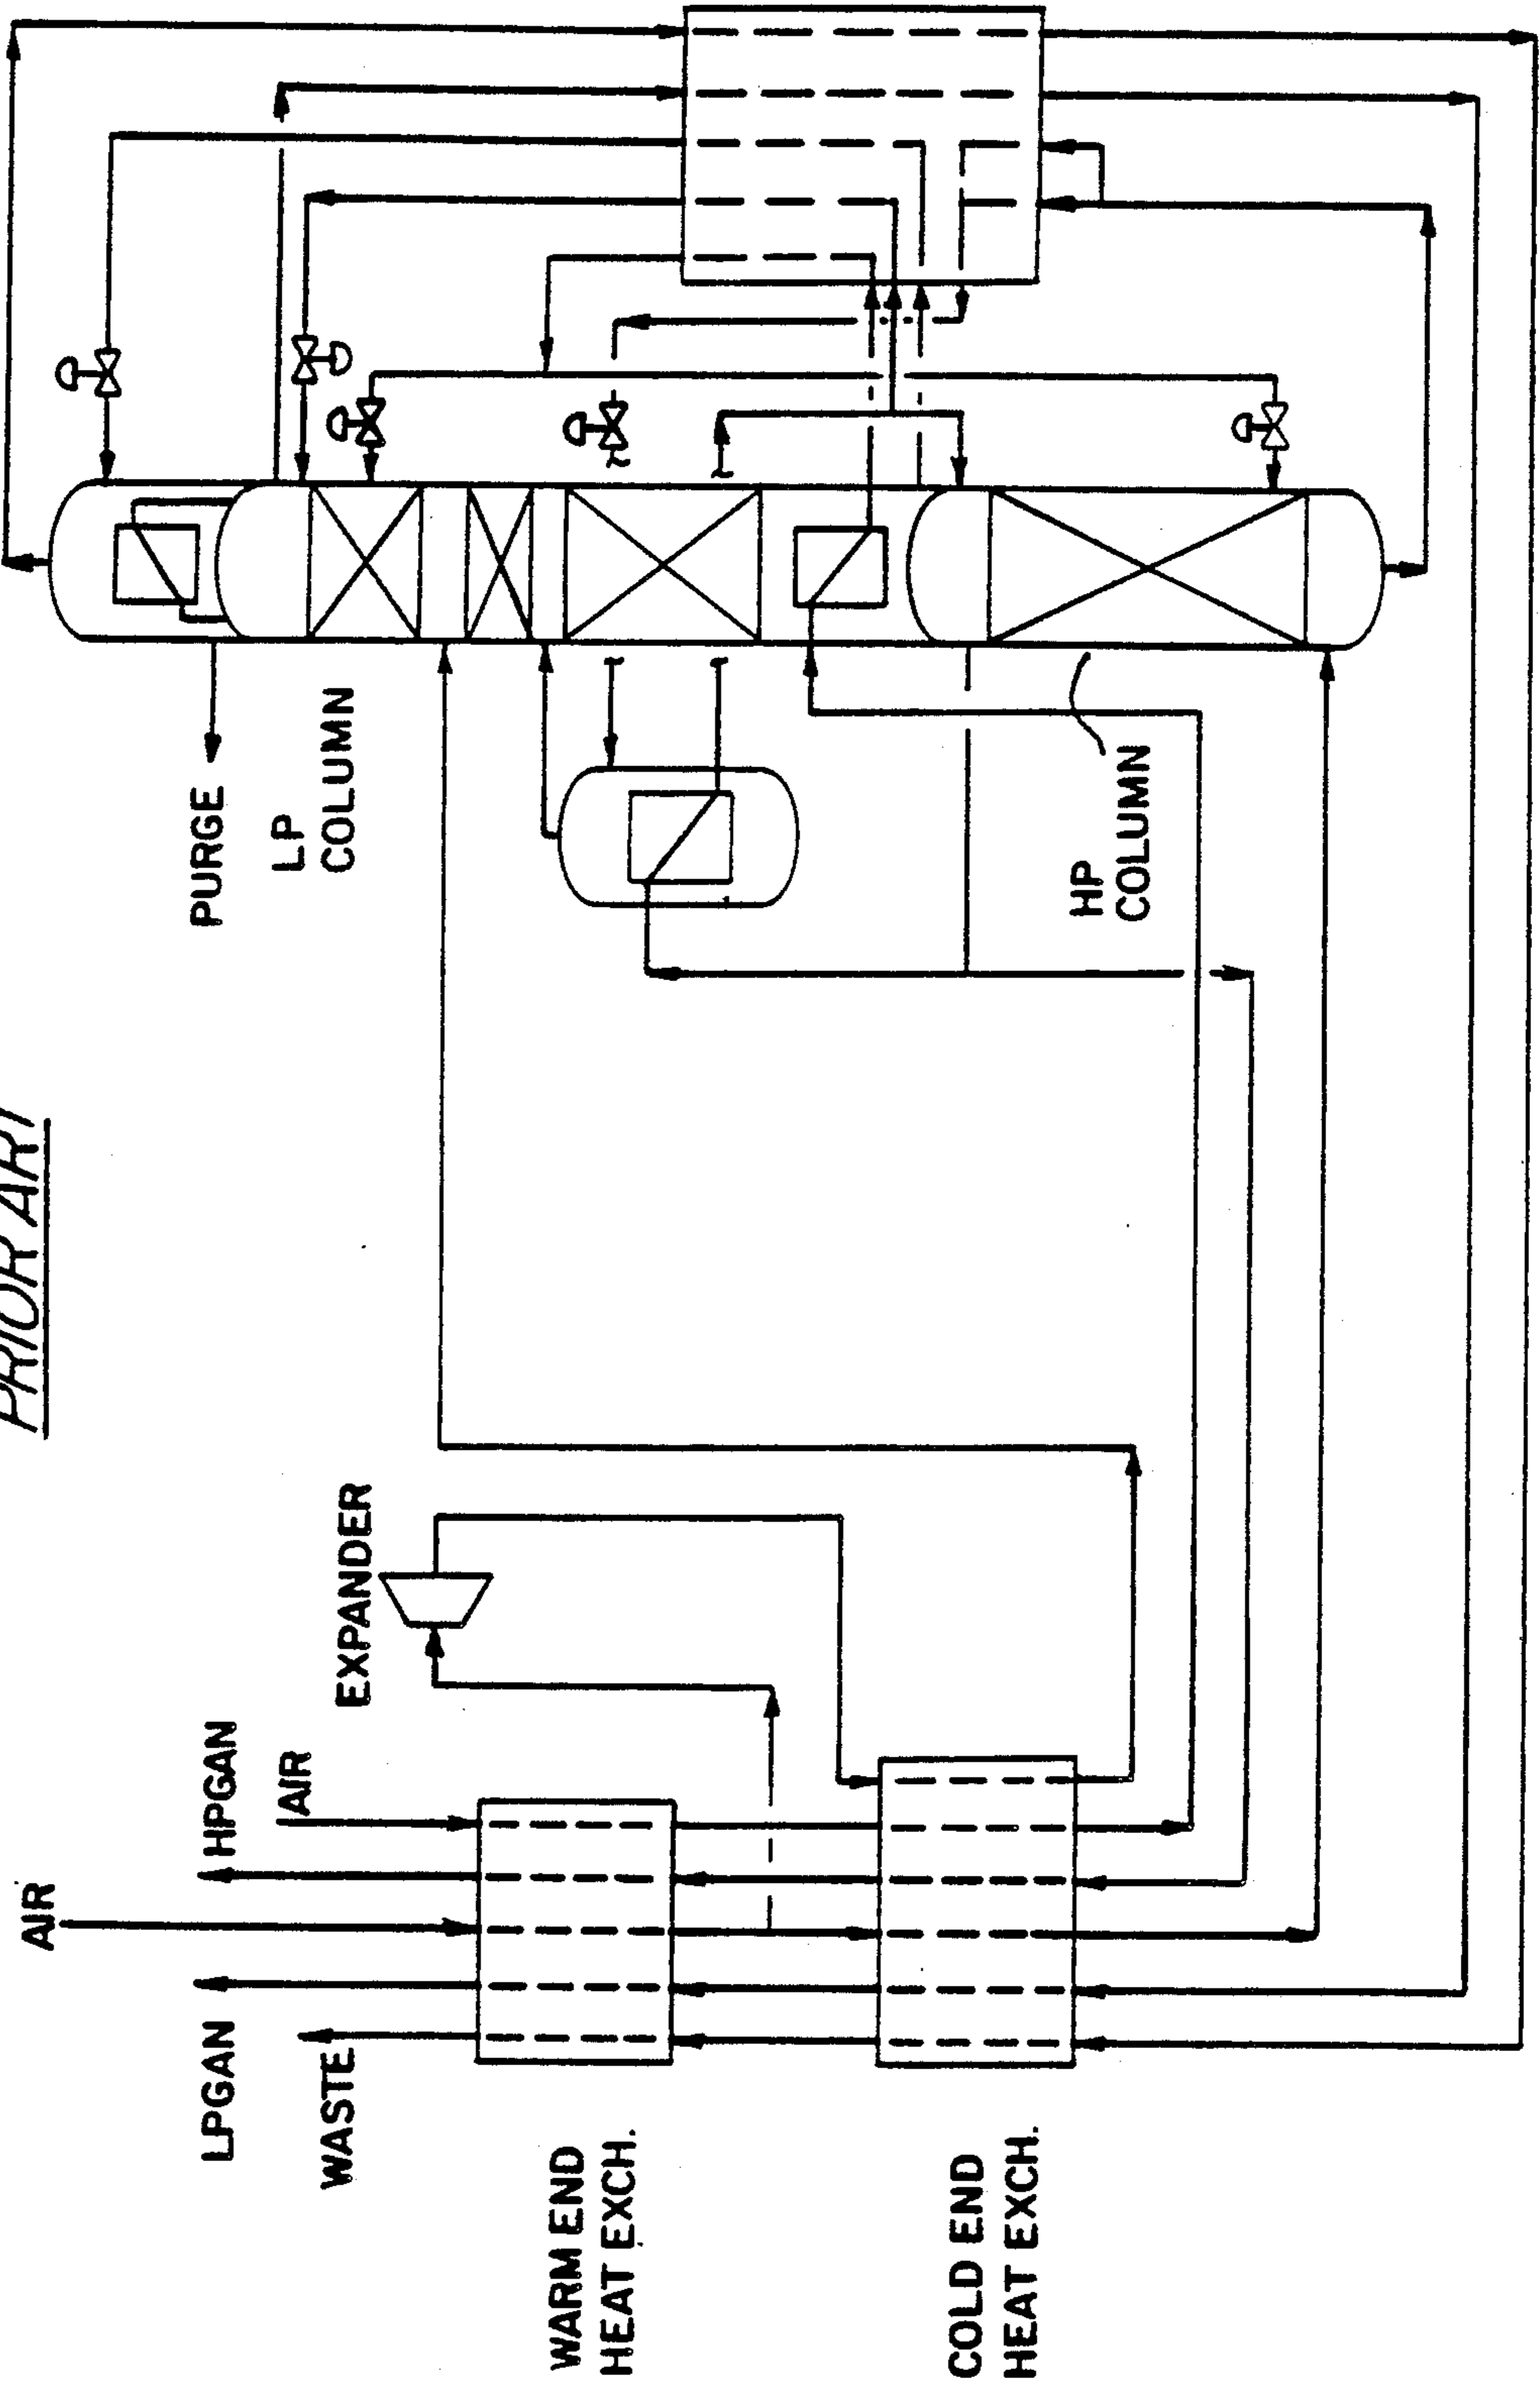 PRIOR ART
AIR
LPGAN
HPGAN
WASTE
AIR
EXPANDER
WARM END
HEAT EXCH.
COLD END
HEAT EXCH.
PURGE
LP
COLUMN
HP
COLUMN